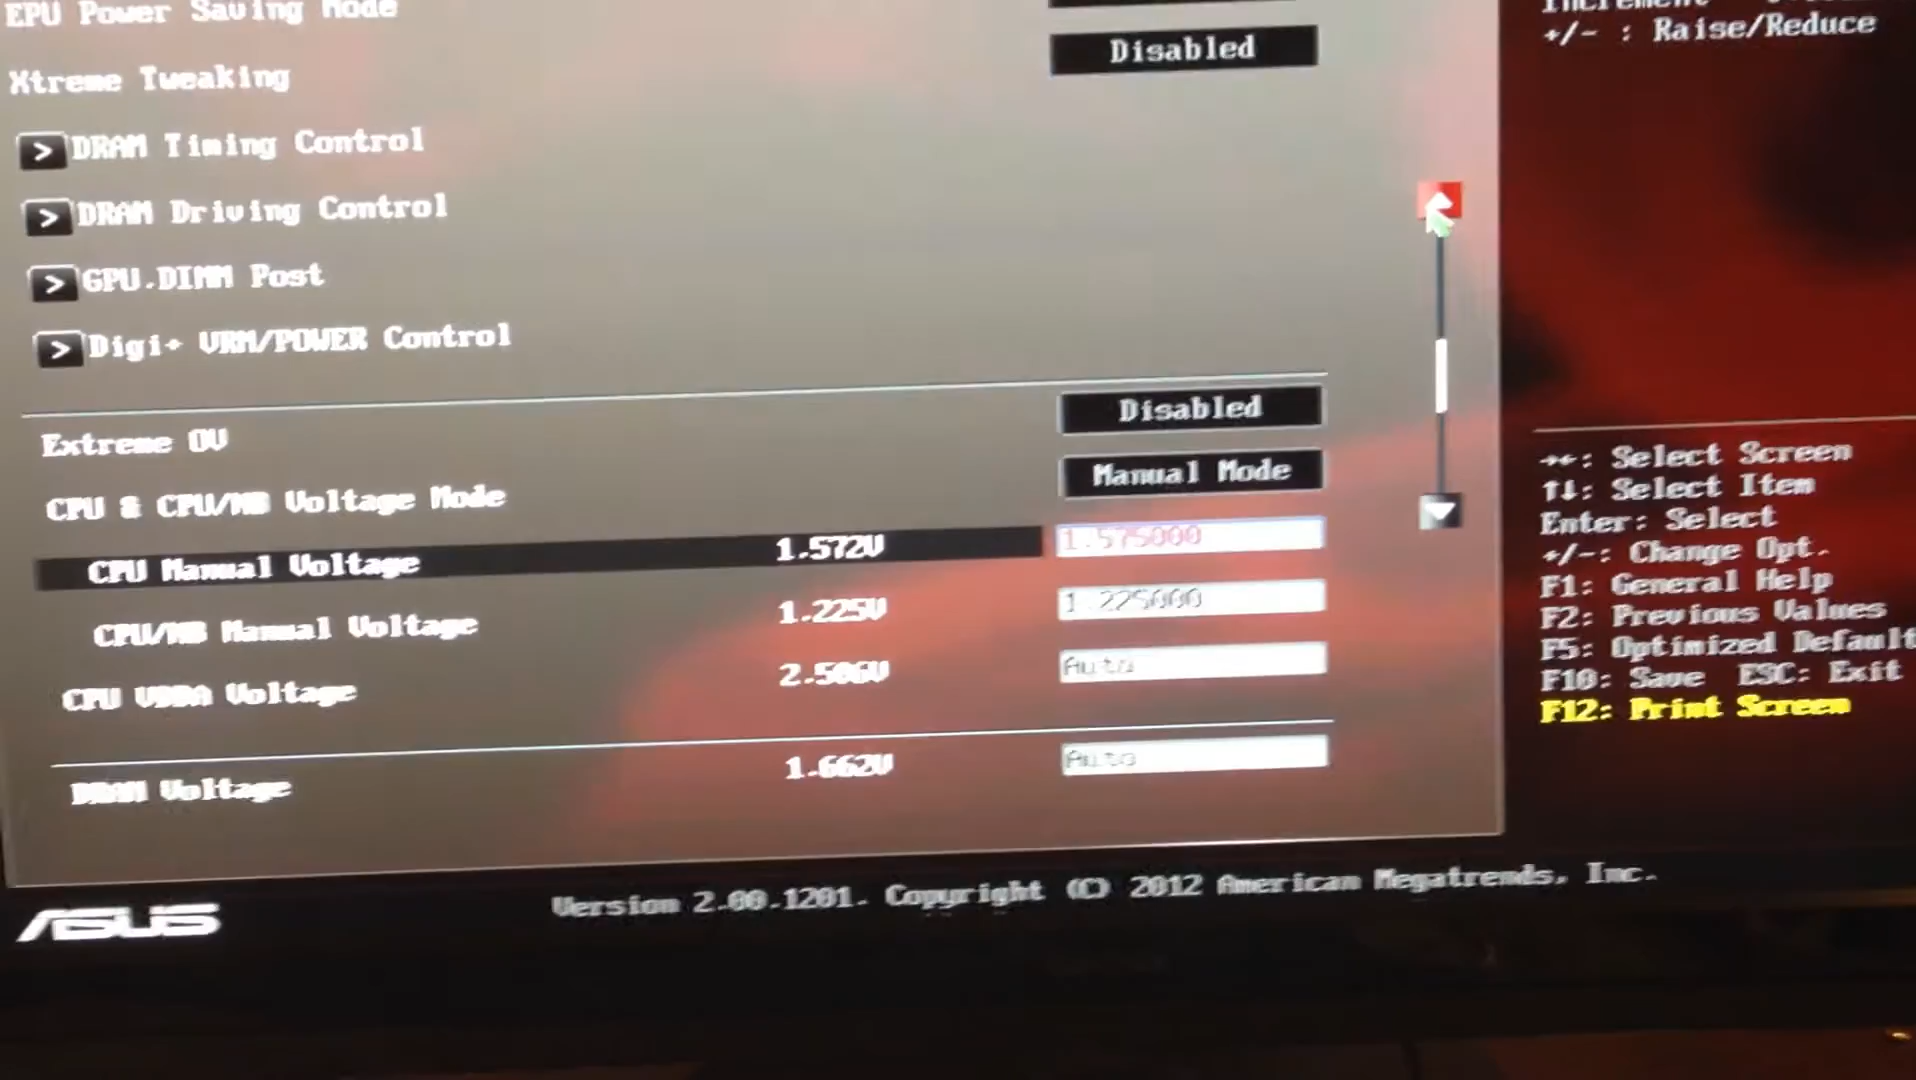 EPU Power Saving Mode
Disabled
Xtreme Tweaking
> DRAM Timing Control
> DRAM Driving Control
> GPU.DIMM Post
> Digi+ VRM/POWER Control
Extreme OV Disabled
CPU & CPU/NB Voltage Mode Manual Mode
CPU Manual Voltage 1.572V 1.575000
CPU/NB Manual Voltage 1.225V 1.225000
CPU VDDA Voltage 2.506V Auto
DRAM Voltage 1.662V Auto
+/- : Raise/Reduce
→←: Select Screen
↑↓: Select Item
Enter: Select
+/-: Change Opt.
F1: General Help
F2: Previous Values
F5: Optimized Default
F10: Save ESC: Exit
F12: Print Screen
Version 2.00.1201. Copyright (C) 2012 American Megatrends, Inc.
ASUS